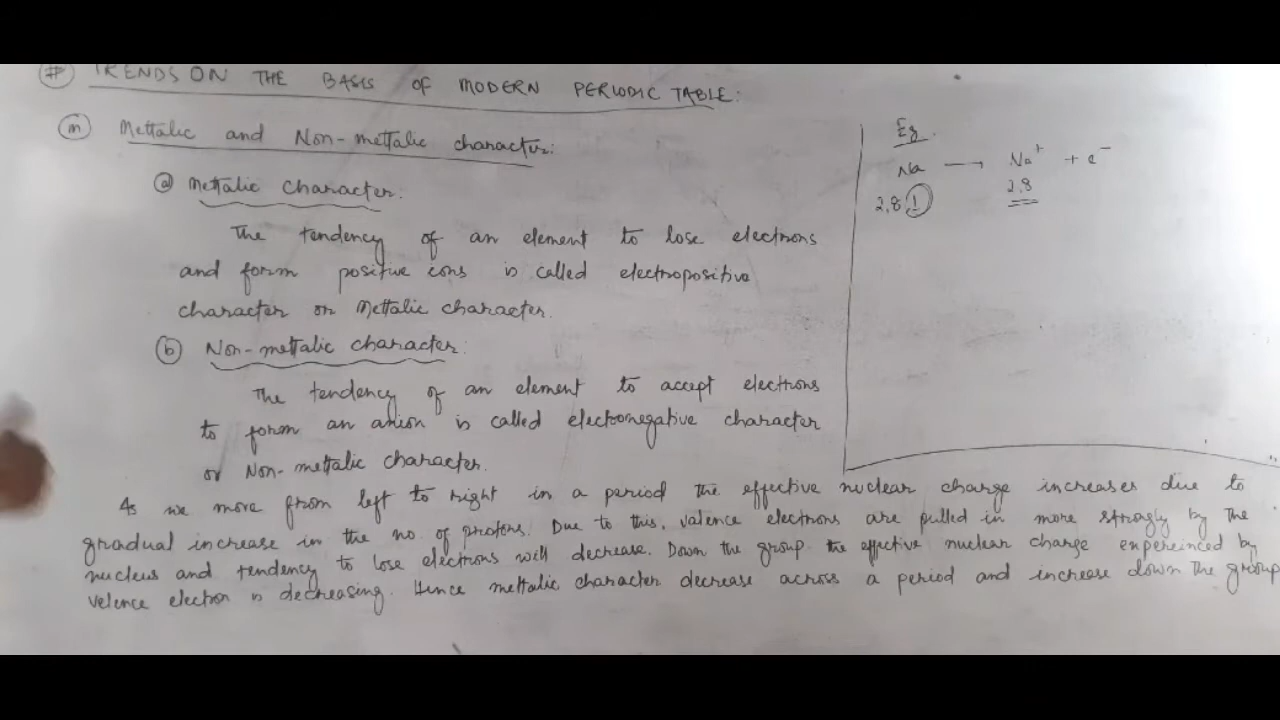 # TRENDS ON THE BASIS OF MODERN PERIODIC TABLE:
(m) Mettalic and Non-mettalic character:
(a) Mettalic Character.
The tendency of an element to lose electrons
and form positive ions is called electropositive
character or Mettalic character.
(b) Non-mettalic character:
The tendency of an element to accept electrons
to form an anion is called electronegative character
or Non-mettalic character.
Eg.
Na → Na⁺ + e⁻
2,8,1 2,8
As we move from left to right in a period the effective nuclear charge increases due to
gradual increase in the no. of protons. Due to this, valence electrons are pulled in more strongly by the
nucleus and tendency to lose electrons will decrease. Down the group the effective nuclear charge expereinced by
velence electron is decreasing. Hence mettalic character decrease across a period and increase down the group